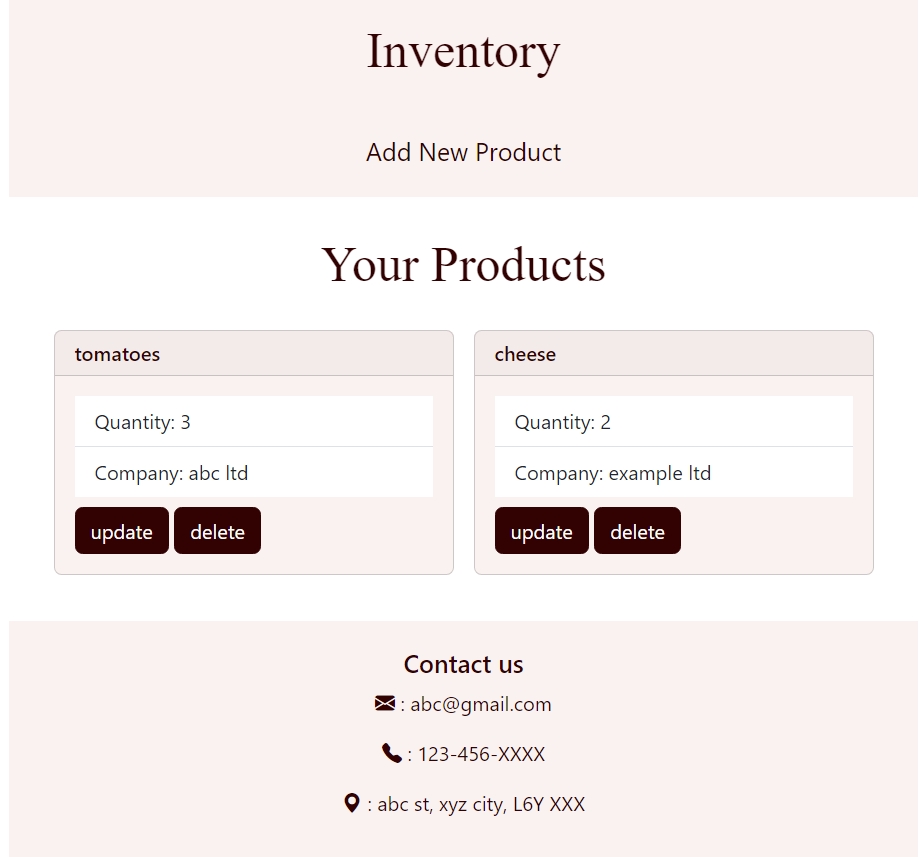 Inventory
Add New Product
Your Products
tomatoes
Quantity: 3
Company: abc ltd
update delete
cheese
Quantity: 2
Company: example ltd
update delete
Contact us
: abc@gmail.com
: 123-456-XXXX
: abc st, xyz city, L6Y XXX